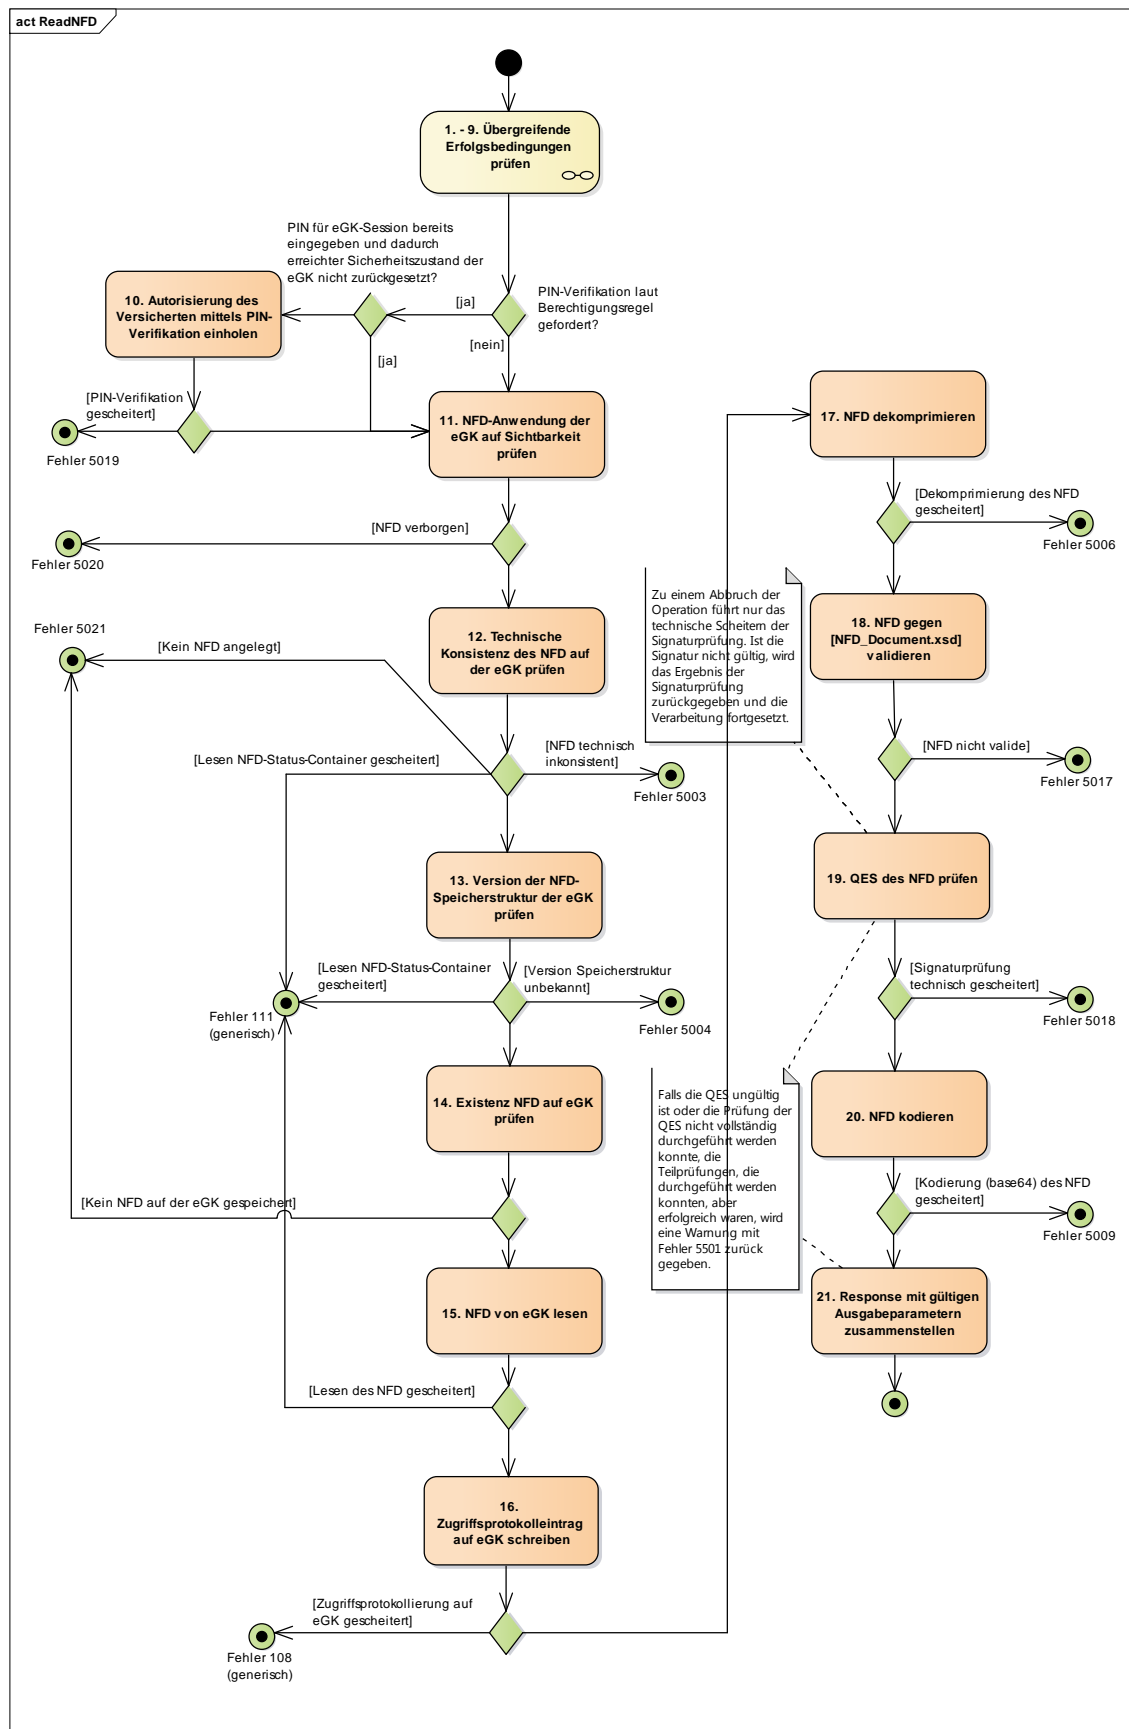 act ReadNFD
1. - 9. Übergreifende
Erfolgsbedingungen
prüfen
PIN für eGK-Session bereits
eingegeben und dadurch
erreichter Sicherheitszustand der
eGK nicht zurückgesetzt?
10. Autorisierung des
Versicherten mittels PIN-
Verifikation einholen
[ja]
PIN-Verifikation laut
Berechtigungsregel
gefordert?
[nein]
[ja]
[PIN-Verifikation
gescheitert]
Fehler 5019
11. NFD-Anwendung der
eGK auf Sichtbarkeit
prüfen
[NFD verborgen]
Fehler 5020
12. Technische
Konsistenz des NFD auf
der eGK prüfen
Fehler 5021
[Kein NFD angelegt]
[Lesen NFD-Status-Container gescheitert]
[NFD technisch
inkonsistent]
Fehler 5003
13. Version der NFD-
Speicherstruktur der eGK
prüfen
[Lesen NFD-Status-Container
gescheitert]
[Version Speicherstruktur
unbekannt]
Fehler 111
(generisch)
Fehler 5004
14. Existenz NFD auf eGK
prüfen
[Kein NFD auf der eGK gespeichert]
15. NFD von eGK lesen
[Lesen des NFD gescheitert]
16.
Zugriffsprotokolleintrag
auf eGK schreiben
[Zugriffsprotokollierung auf
eGK gescheitert]
Fehler 108
(generisch)
17. NFD dekomprimieren
[Dekomprimierung des NFD
gescheitert]
Fehler 5006
Zu einem Abbruch der
Operation führt nur das
technische Scheitern der
Signaturprüfung. Ist die
Signatur nicht gültig, wird
das Ergebnis der
Signaturprüfung
zurückgegeben und die
Verarbeitung fortgesetzt.
18. NFD gegen
[NFD_Document.xsd]
validieren
[NFD nicht valide]
Fehler 5017
19. QES des NFD prüfen
[Signaturprüfung
technisch gescheitert]
Fehler 5018
Falls die QES ungültig
ist oder die Prüfung der
QES nicht vollständig
durchgeführt werden
konnte, die
Teilprüfungen, die
durchgeführt werden
konnten, aber
erfolgreich waren, wird
eine Warnung mit
Fehler 5501 zurück
gegeben.
20. NFD kodieren
[Kodierung (base64) des NFD
gescheitert]
Fehler 5009
21. Response mit gültigen
Ausgabeparametern
zusammenstellen